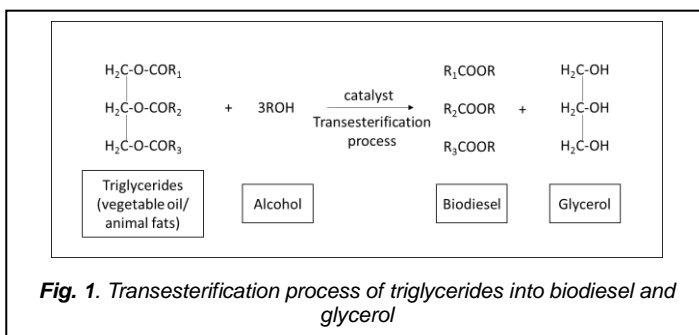 H₂C-O-COR₁ R₁COOR H₂C-OH
catalyst
H₂C-O-COR₂ + 3ROH R₂COOR + H₂C-OH
Transesterification
process
H₂C-O-COR₃ R₃COOR H₂C-OH
Triglycerides
(vegetable oil/
animal fats)
Alcohol
Biodiesel
Glycerol
Fig. 1. Transesterification process of triglycerides into biodiesel and
glycerol